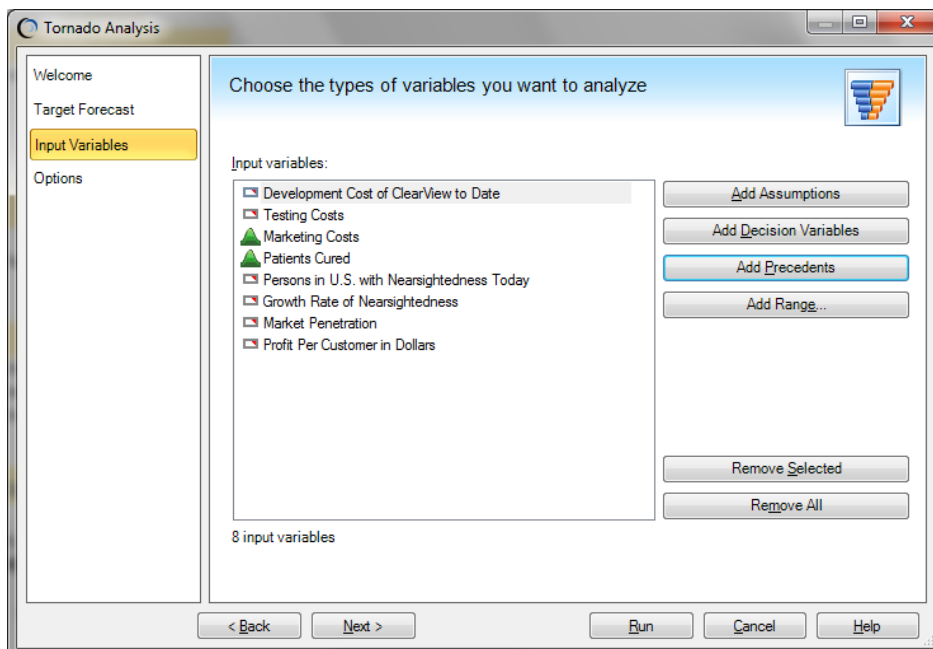 Tornado Analysis
Welcome
Target Forecast
Input Variables
Options
Choose the types of variables you want to analyze
Input variables:
Development Cost of ClearView to Date
Testing Costs
Marketing Costs
Patients Cured
Persons in U.S. with Nearsightedness Today
Growth Rate of Nearsightedness
Market Penetration
Profit Per Customer in Dollars
8 input variables
Add Assumptions
Add Decision Variables
Add Precedents
Add Range...
Remove Selected
Remove All
< Back
Next >
Run
Cancel
Help